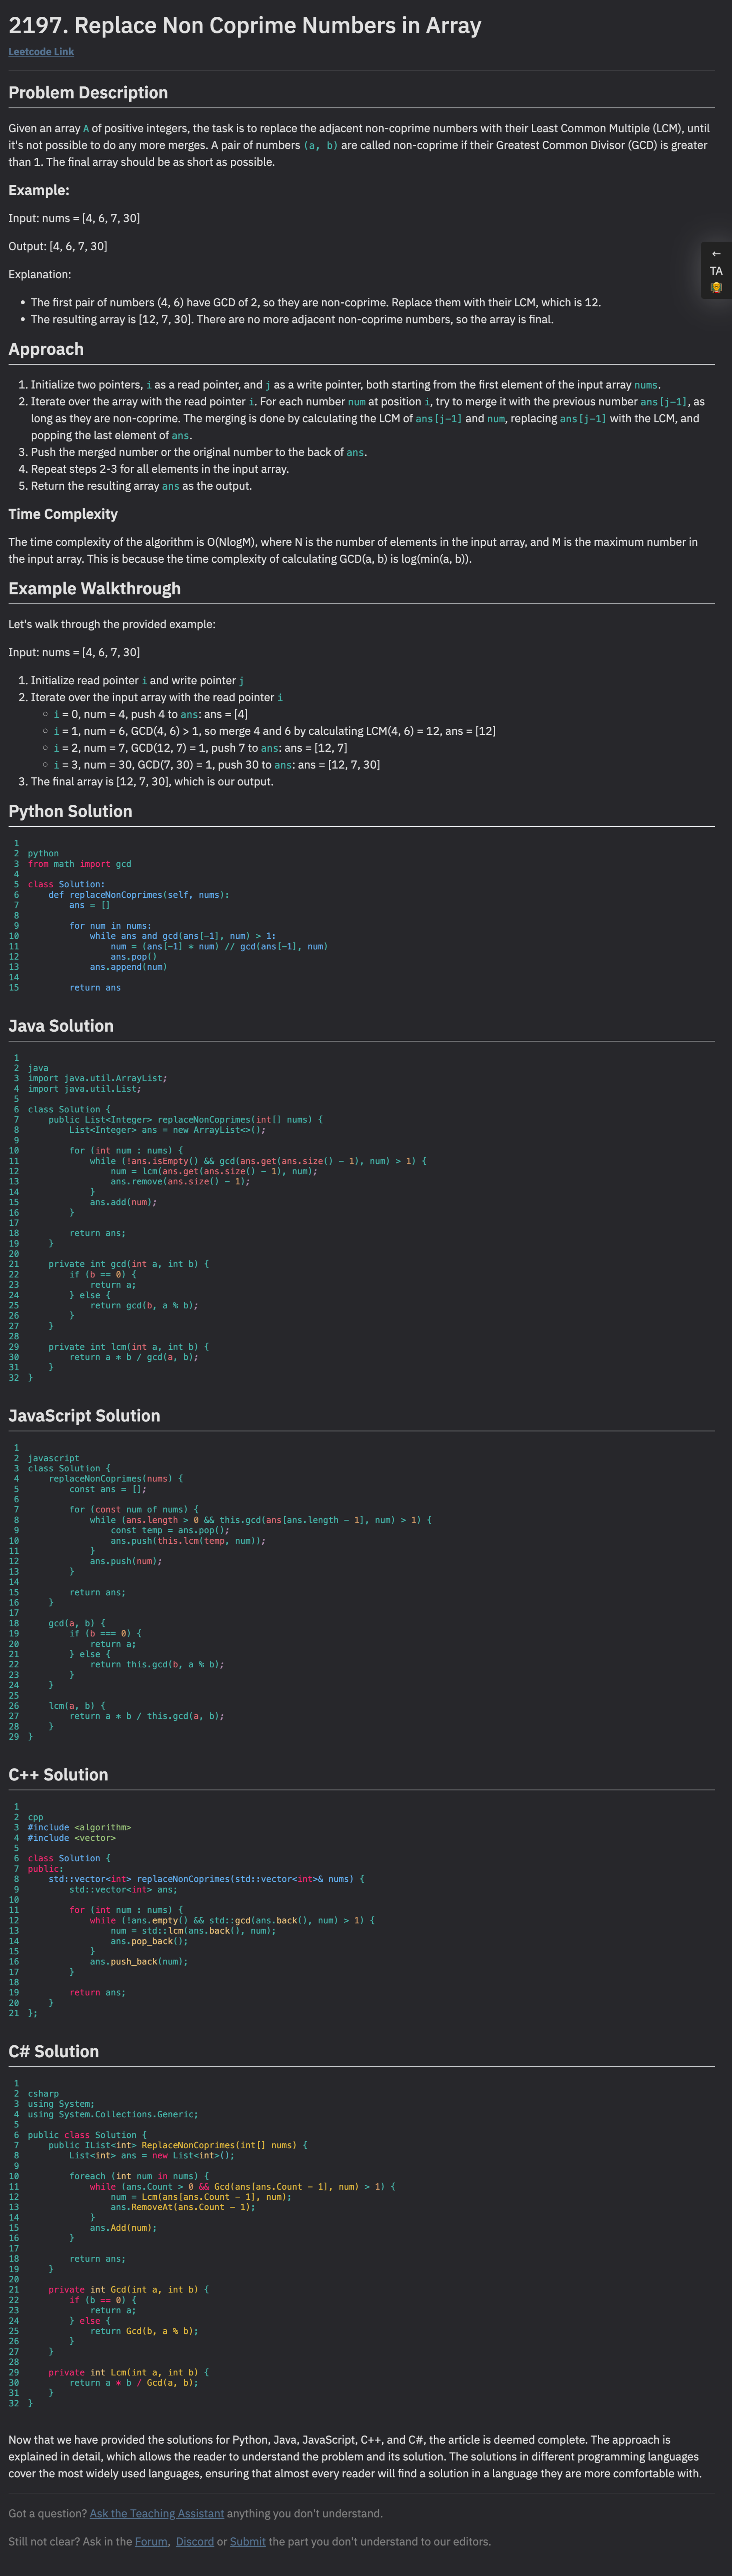 2197. Replace Non Coprime Numbers in Array
Leetcode Link
Problem Description
Given an array A of positive integers, the task is to replace the adjacent non-coprime numbers with their Least Common Multiple (LCM), until
it's not possible to do any more merges. A pair of numbers (a, b) are called non-coprime if their Greatest Common Divisor (GCD) is greater
than 1. The final array should be as short as possible.
Example:
Input: nums = [4, 6, 7, 30]
←
TA
Output: [4, 6, 7, 30]
Explanation:
• The first pair of numbers (4, 6) have GCD of 2, so they are non-coprime. Replace them with their LCM, which is 12.
• The resulting array is [12, 7, 30]. There are no more adjacent non-coprime numbers, so the array is final.
Approach
1. Initialize two pointers, i as a read pointer, and j as a write pointer, both starting from the first element of the input array nums.
2. Iterate over the array with the read pointer i. For each number num at position i, try to merge it with the previous number ans[j-1], as
long as they are non-coprime. The merging is done by calculating the LCM of ans[j-1] and num, replacing ans[j-1] with the LCM, and
popping the last element of ans.
3. Push the merged number or the original number to the back of ans.
4. Repeat steps 2-3 for all elements in the input array.
5. Return the resulting array ans as the output.
Time Complexity
The time complexity of the algorithm is O(NlogM), where N is the number of elements in the input array, and M is the maximum number in
the input array. This is because the time complexity of calculating GCD(a, b) is log(min(a, b)).
Example Walkthrough
Let's walk through the provided example:
Input: nums = [4, 6, 7, 30]
1. Initialize read pointer i and write pointer j
2. Iterate over the input array with the read pointer i
○ i = 0, num = 4, push 4 to ans: ans = [4]
○ i = 1, num = 6, GCD(4, 6) > 1, so merge 4 and 6 by calculating LCM(4, 6) = 12, ans = [12]
○ i = 2, num = 7, GCD(12, 7) = 1, push 7 to ans: ans = [12, 7]
○ i = 3, num = 30, GCD(7, 30) = 1, push 30 to ans: ans = [12, 7, 30]
3. The final array is [12, 7, 30], which is our output.
Python Solution
1
2 python
3 from math import gcd
4
5 class Solution:
6     def replaceNonCoprimes(self, nums):
7         ans = []
8
9         for num in nums:
10             while ans and gcd(ans[-1], num) > 1:
11                 num = (ans[-1] * num) // gcd(ans[-1], num)
12                 ans.pop()
13             ans.append(num)
14
15         return ans
Java Solution
1
2 java
3 import java.util.ArrayList;
4 import java.util.List;
5
6 class Solution {
7     public List<Integer> replaceNonCoprimes(int[] nums) {
8         List<Integer> ans = new ArrayList<>();
9
10         for (int num : nums) {
11             while (!ans.isEmpty() && gcd(ans.get(ans.size() - 1), num) > 1) {
12                 num = lcm(ans.get(ans.size() - 1), num);
13                 ans.remove(ans.size() - 1);
14             }
15             ans.add(num);
16         }
17
18         return ans;
19     }
20
21     private int gcd(int a, int b) {
22         if (b == 0) {
23             return a;
24         } else {
25             return gcd(b, a % b);
26         }
27     }
28
29     private int lcm(int a, int b) {
30         return a * b / gcd(a, b);
31     }
32 }
JavaScript Solution
1
2 javascript
3 class Solution {
4     replaceNonCoprimes(nums) {
5         const ans = [];
6
7         for (const num of nums) {
8             while (ans.length > 0 && this.gcd(ans[ans.length - 1], num) > 1) {
9                 const temp = ans.pop();
10                 ans.push(this.lcm(temp, num));
11             }
12             ans.push(num);
13         }
14
15         return ans;
16     }
17
18     gcd(a, b) {
19         if (b === 0) {
20             return a;
21         } else {
22             return this.gcd(b, a % b);
23         }
24     }
25
26     lcm(a, b) {
27         return a * b / this.gcd(a, b);
28     }
29 }
C++ Solution
1
2 cpp
3 #include <algorithm>
4 #include <vector>
5
6 class Solution {
7 public:
8     std::vector<int> replaceNonCoprimes(std::vector<int>& nums) {
9         std::vector<int> ans;
10
11         for (int num : nums) {
12             while (!ans.empty() && std::gcd(ans.back(), num) > 1) {
13                 num = std::lcm(ans.back(), num);
14                 ans.pop_back();
15             }
16             ans.push_back(num);
17         }
18
19         return ans;
20     }
21 };
C# Solution
1
2 csharp
3 using System;
4 using System.Collections.Generic;
5
6 public class Solution {
7     public IList<int> ReplaceNonCoprimes(int[] nums) {
8         List<int> ans = new List<int>();
9
10         foreach (int num in nums) {
11             while (ans.Count > 0 && Gcd(ans[ans.Count - 1], num) > 1) {
12                 num = Lcm(ans[ans.Count - 1], num);
13                 ans.RemoveAt(ans.Count - 1);
14             }
15             ans.Add(num);
16         }
17
18         return ans;
19     }
20
21     private int Gcd(int a, int b) {
22         if (b == 0) {
23             return a;
24         } else {
25             return Gcd(b, a % b);
26         }
27     }
28
29     private int Lcm(int a, int b) {
30         return a * b / Gcd(a, b);
31     }
32 }
Now that we have provided the solutions for Python, Java, JavaScript, C++, and C#, the article is deemed complete. The approach is
explained in detail, which allows the reader to understand the problem and its solution. The solutions in different programming languages
cover the most widely used languages, ensuring that almost every reader will find a solution in a language they are more comfortable with.
Got a question? Ask the Teaching Assistant anything you don't understand.
Still not clear? Ask in the Forum, Discord or Submit the part you don't understand to our editors.